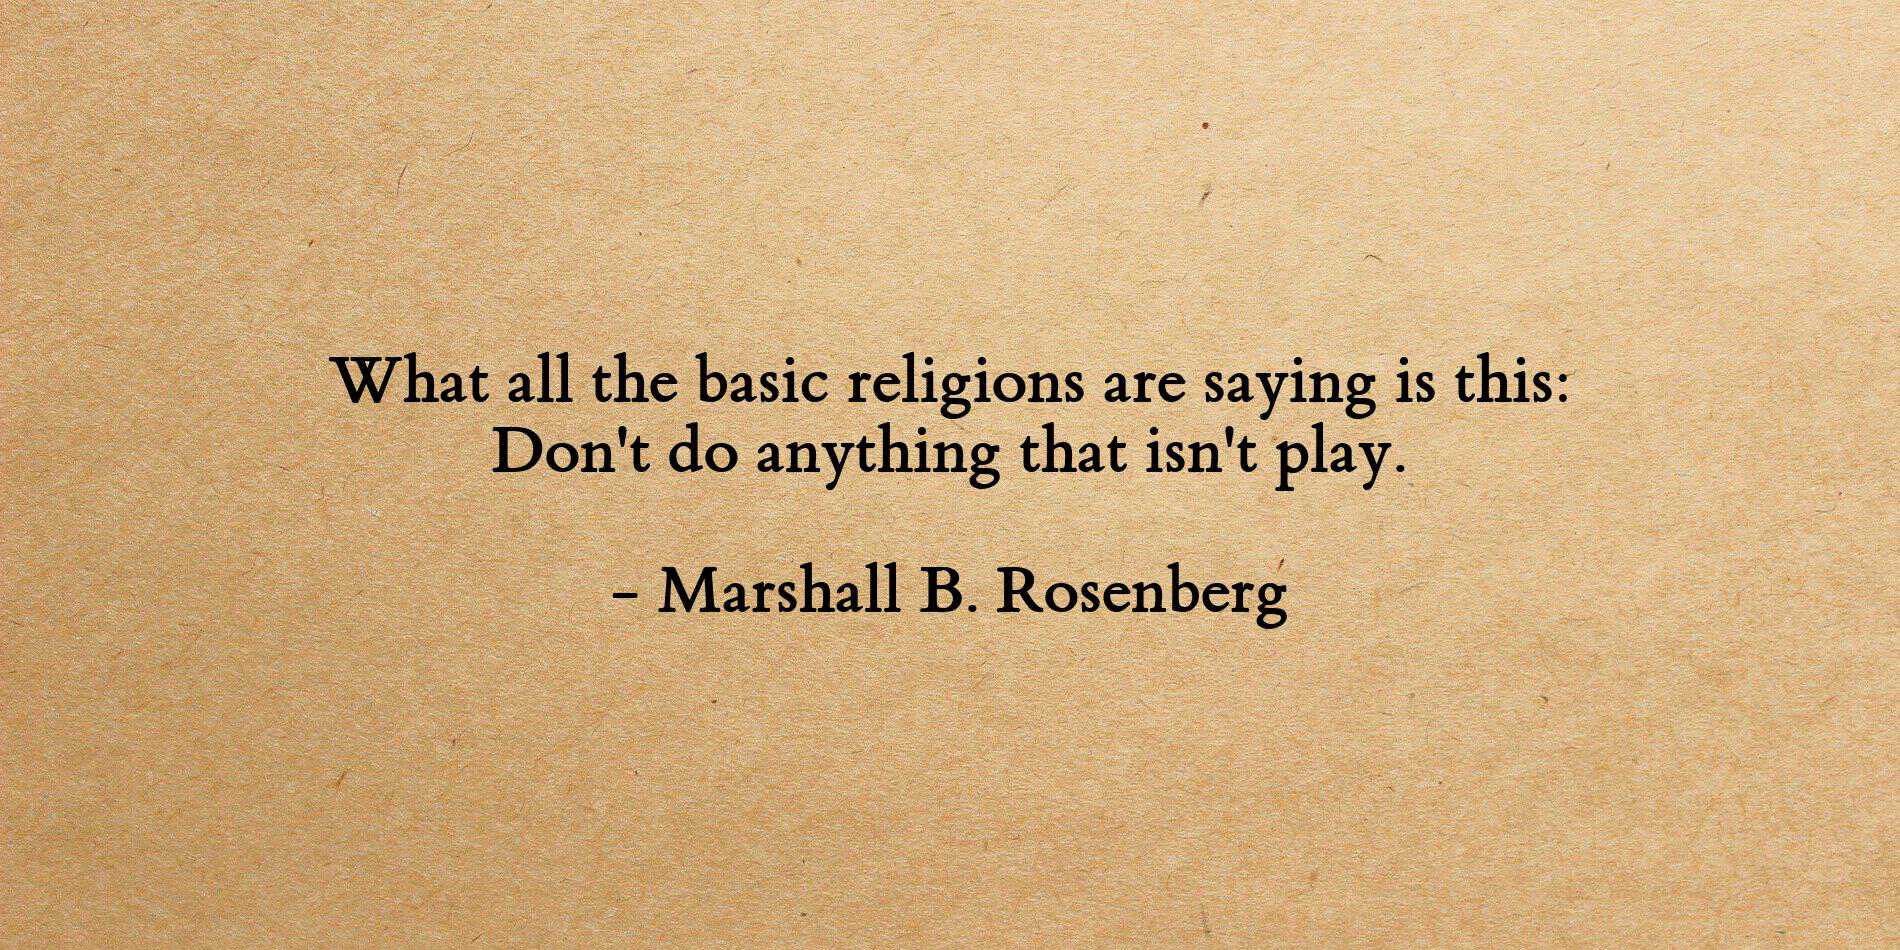 What all the basic religions are saying is this:
Don't do anything that isn't play.
– Marshall B. Rosenberg